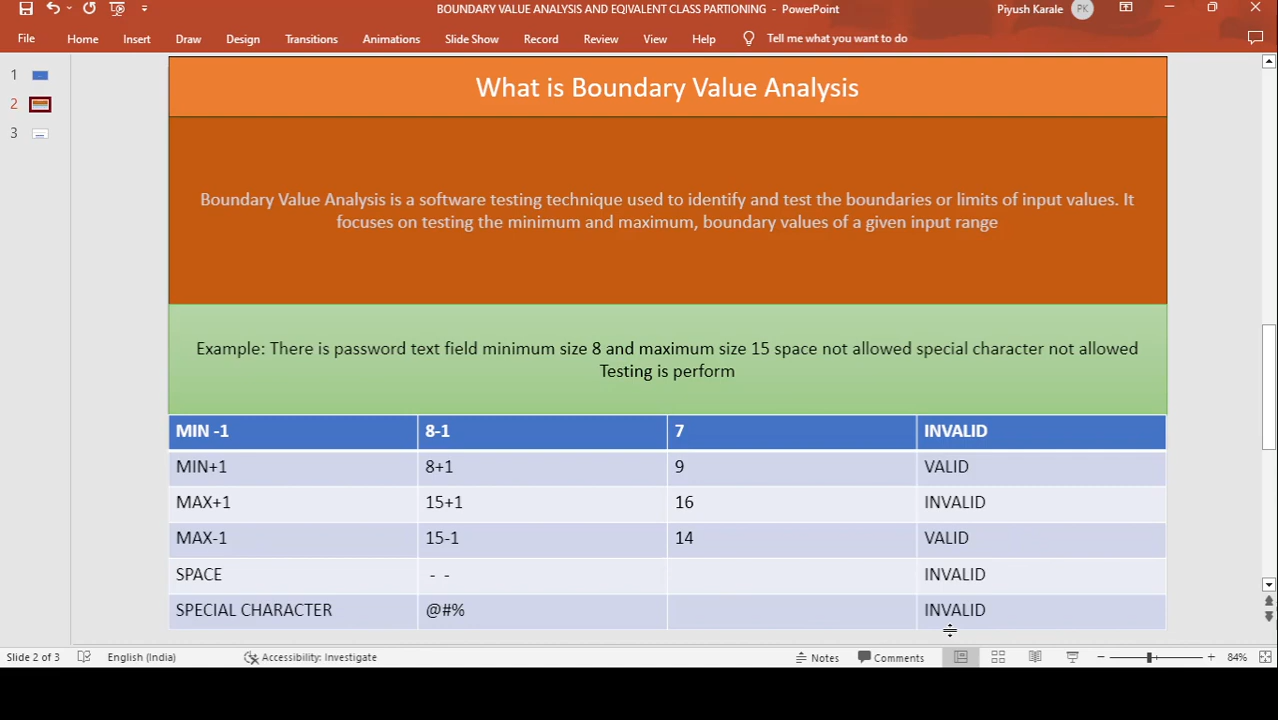 BOUNDARY VALUE ANALYSIS AND EQIVALENT CLASS PARTIONING - PowerPoint
Piyush Karale PK
File Home Insert Draw Design Transitions Animations Slide Show Record Review View Help Tell me what you want to do
1
2
3
What is Boundary Value Analysis
Boundary Value Analysis is a software testing technique used to identify and test the boundaries or limits of input values. It
focuses on testing the minimum and maximum, boundary values of a given input range
Example: There is password text field minimum size 8 and maximum size 15 space not allowed special character not allowed
Testing is perform
MIN -1 8-1 7 INVALID
MIN+1 8+1 9 VALID
MAX+1 15+1 16 INVALID
MAX-1 15-1 14 VALID
SPACE - - INVALID
SPECIAL CHARACTER @#% INVALID
Slide 2 of 3 English (India) Accessibility: Investigate Notes Comments 84%